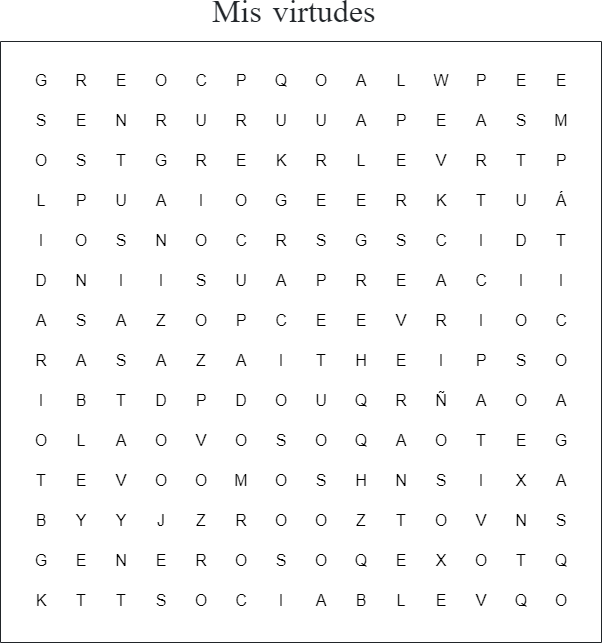 Mis virtudes
G R E O C P Q O A L W P E E
S E N R U R U U A P E A S M
O S T G R E K R L E V R T P
L P U A I O G E E R K T U Á
I O S N O C R S G S C I D T
D N I I S U A P R E A C I I
A S A Z O P C E E V R I O C
R A S A Z A I T H E I P S O
I B T D P D O U Q R Ñ A O A
O L A O V O S O Q A O T E G
T E V O O M O S H N S I X A
B Y Y J Z R O O Z T O V N S
G E N E R O S O Q E X O T Q
K T T S O C I A B L E V Q O